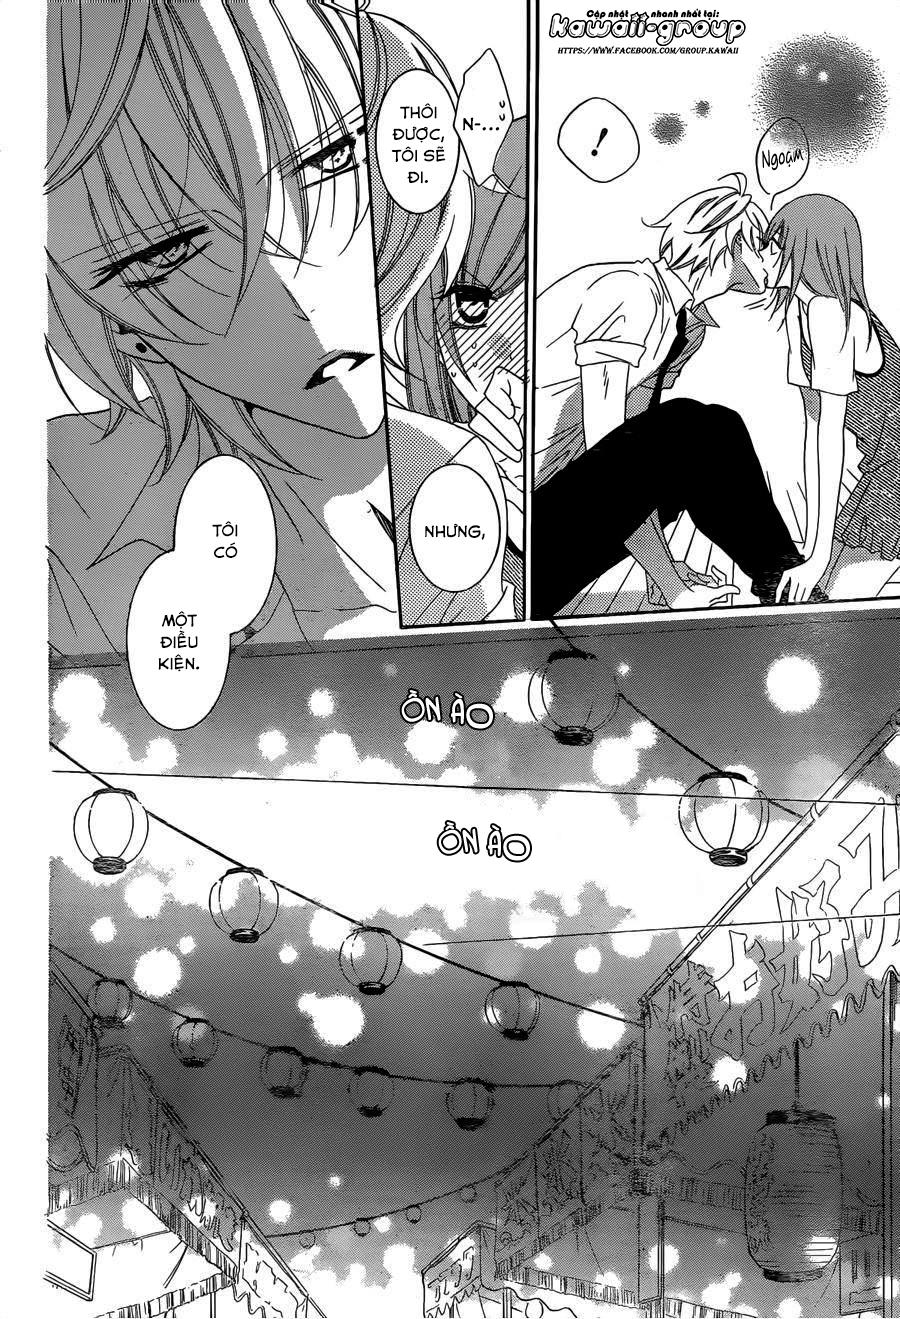 Cập nhật nhanh nhất tại:
Kawaii-group
HTTPS://WWW.FACEBOOK.COM/GROUP.KAWAII
!
Ngoạm
N-...
THÔI
ĐƯỢC,
TÔI SẼ
ĐI.
NHƯNG,
TÔI
CÓ
MỘT
ĐIỀU
KIỆN.
ỒN ÀO
ỒN ÀO